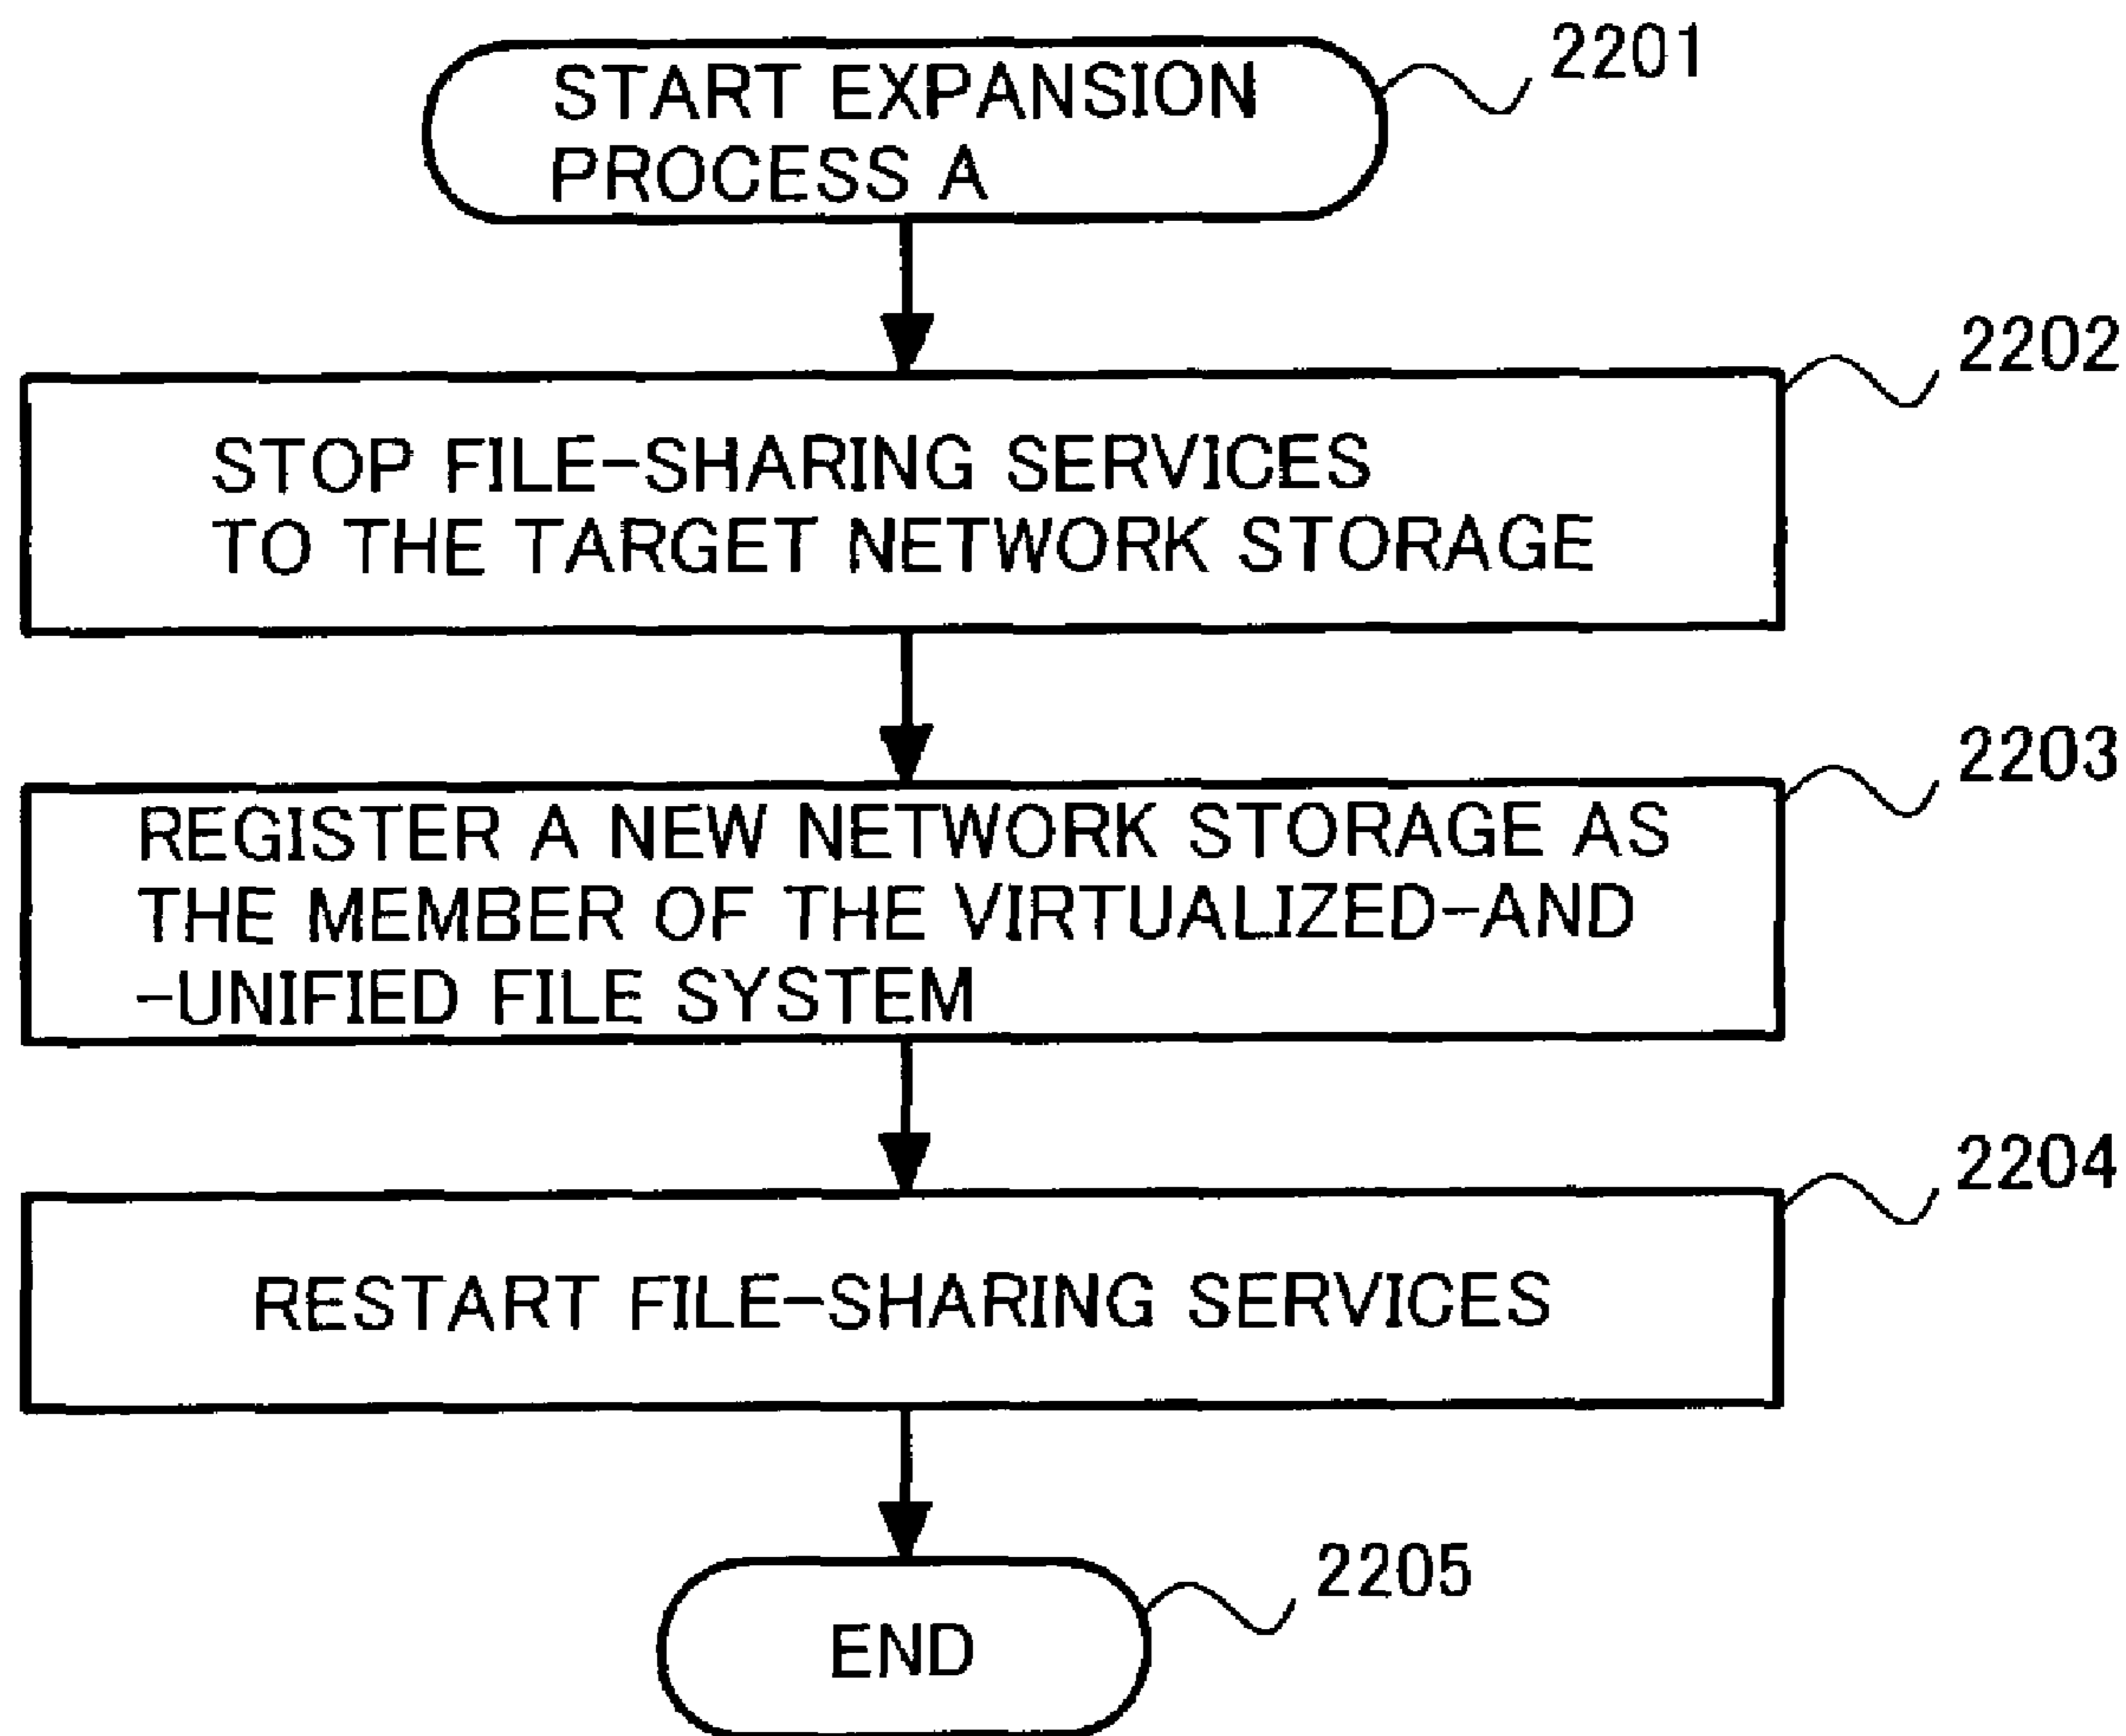 START EXPANSION
PROCESS A
2201
STOP FILE-SHARING SERVICES
TO THE TARGET NETWORK STORAGE
2202
REGISTER A NEW NETWORK STORAGE AS
THE MEMBER OF THE VIRTUALIZED-AND
-UNIFIED FILE SYSTEM
2203
RESTART FILE-SHARING SERVICES
2204
END
2205